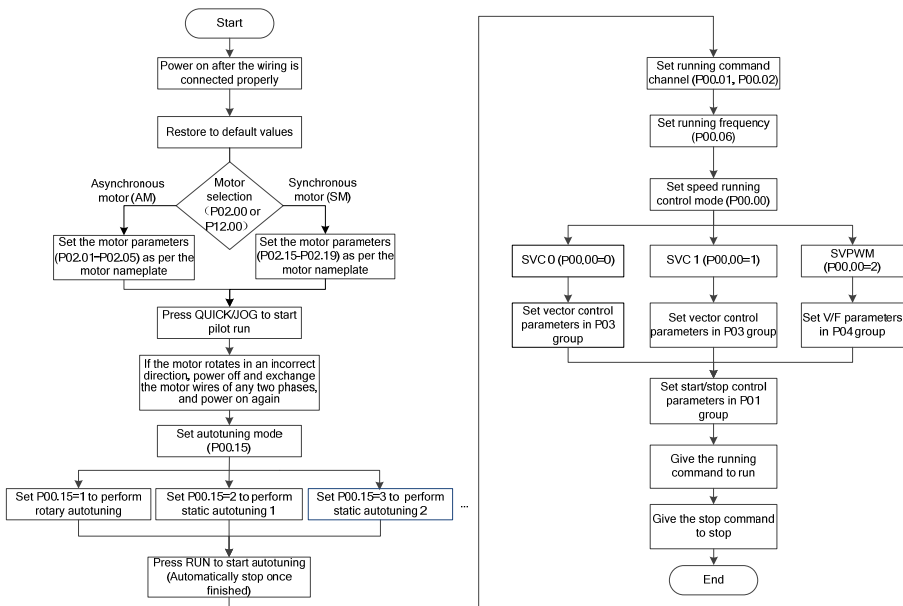 Start
Power on after the wiring is
connected properly
Restore to default values
Asynchronous
motor (AM)
Motor
selection
(P02.00 or
P12.00)
Synchronous
motor (SM)
Set the motor parameters
(P02.01-P02.05) as per the
motor nameplate
Set the motor parameters
(P02.15-P02.19) as per the
motor nameplate
Press QUICK/JOG to start
pilot run
If the motor rotates in an incorrect
direction, power off and exchange
the motor wires of any two phases,
and power on again
Set autotuning mode
(P00.15)
Set P00.15=1 to perform
rotary autotuning
Set P00.15=2 to perform
static autotuning 1
Set P00.15=3 to perform
static autotuning 2
...
Press RUN to start autotuning
(Automatically stop once
finished)
Set running command
channel (P00.01, P00.02)
Set running frequency
(P00.06)
Set speed running
control mode (P00.00)
SVC 0 (P00.00=0)
SVC 1 (P00.00=1)
SVPWM
(P00.00=2)
Set vector control
parameters in P03
group
Set vector control
parameters in P03
group
Set V/F parameters
in P04 group
Set start/stop control
parameters in P01
group
Give the running
command to run
Give the stop command
to stop
End